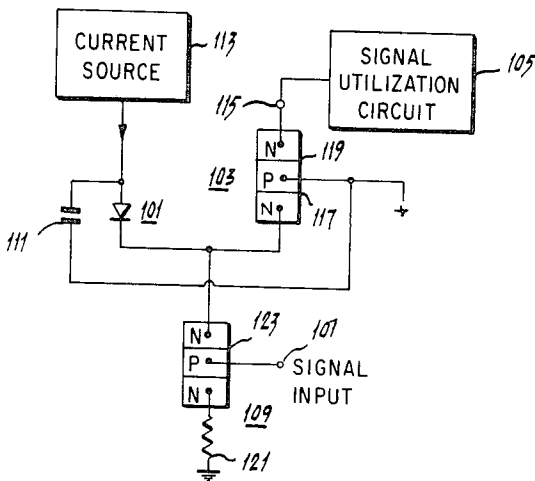 CURRENT
SOURCE
113
SIGNAL
UTILIZATION
CIRCUIT
105
115
N
119
103
P
117
N
101
111
N
123
P
107
SIGNAL
INPUT
N
109
121